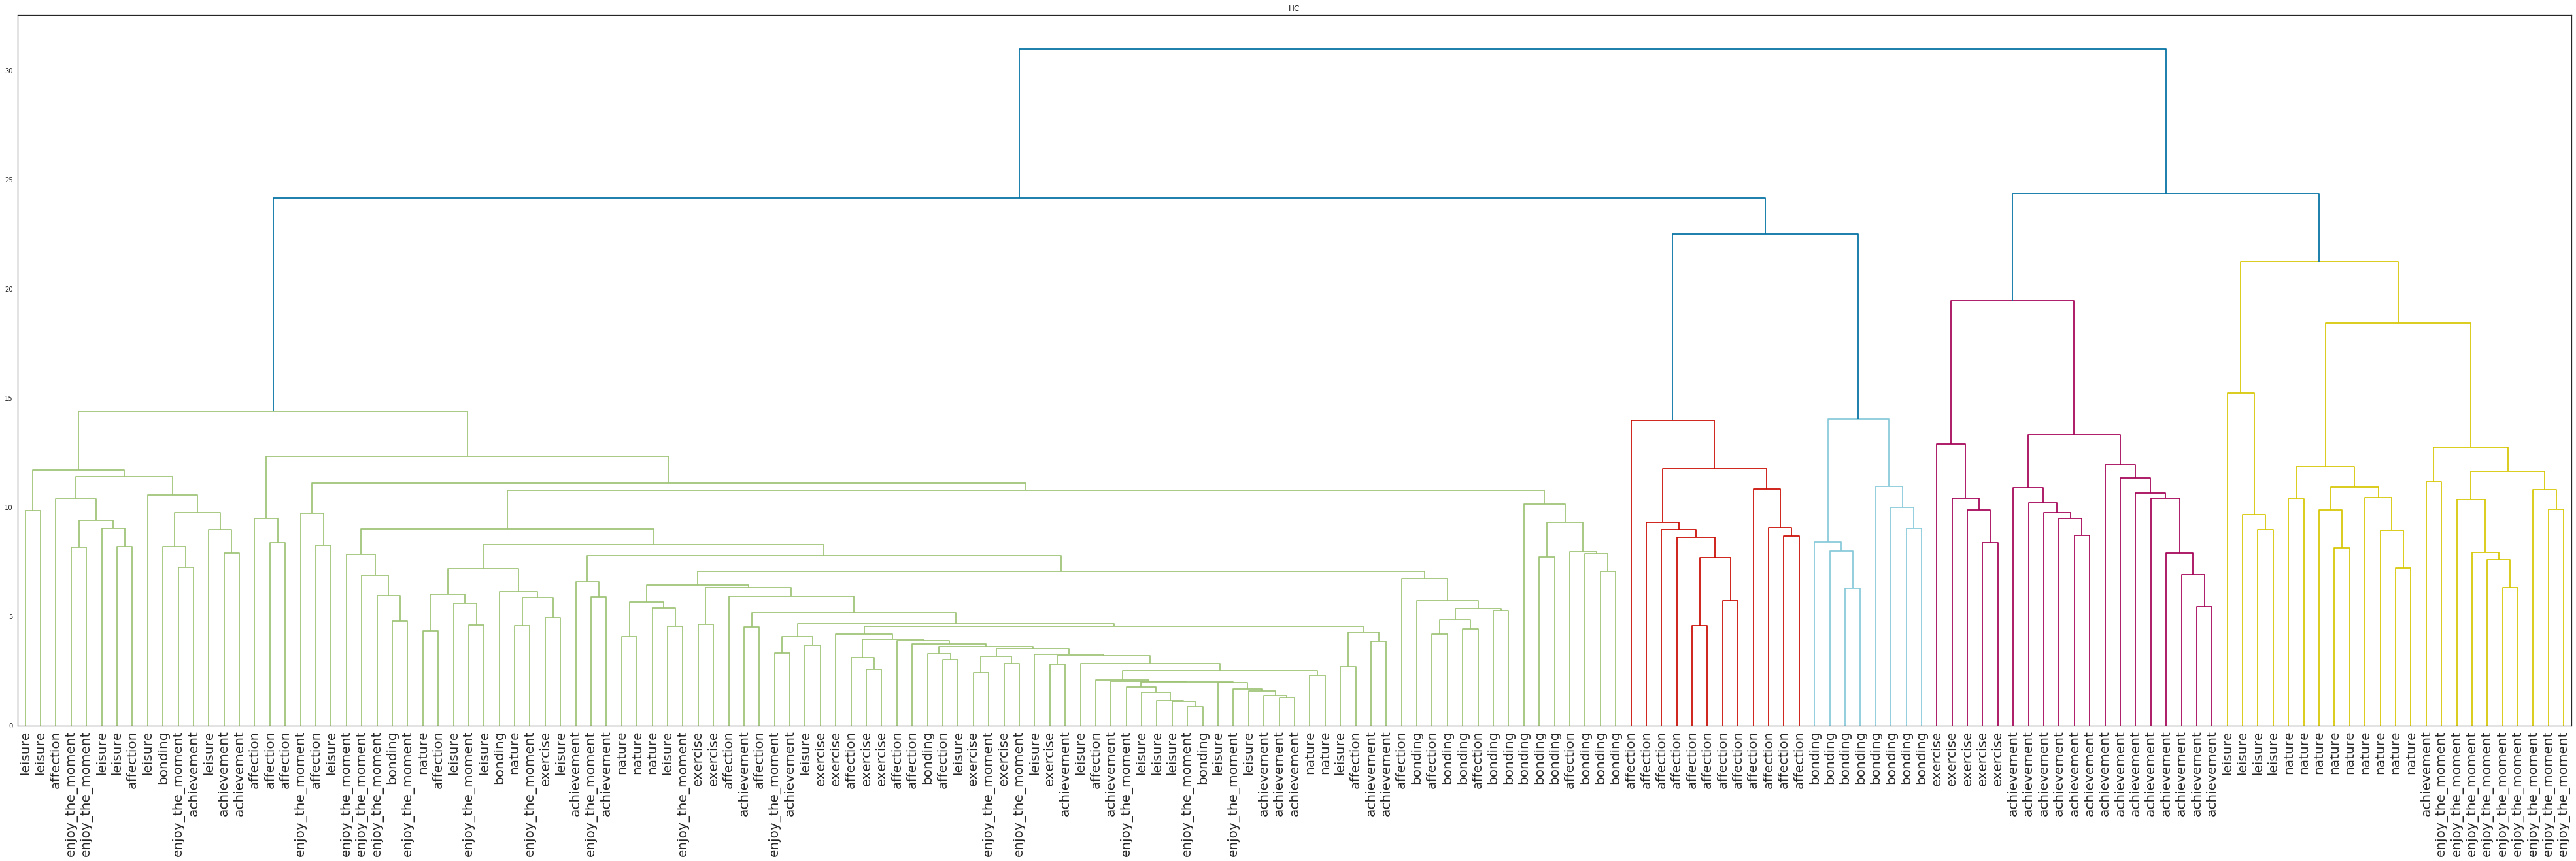 HC
30
25
20
15
10
5
0
leisure
leisure
affection
enjoy_the_moment
enjoy_the_moment
leisure
leisure
affection
leisure
bonding
enjoy_the_moment
achievement
leisure
achievement
achievement
affection
affection
affection
enjoy_the_moment
affection
leisure
enjoy_the_moment
enjoy_the_moment
enjoy_the_moment
bonding
enjoy_the_moment
nature
affection
leisure
enjoy_the_moment
leisure
bonding
nature
enjoy_the_moment
exercise
leisure
achievement
enjoy_the_moment
achievement
nature
nature
nature
leisure
enjoy_the_moment
exercise
exercise
affection
achievement
affection
enjoy_the_moment
achievement
leisure
exercise
exercise
affection
exercise
exercise
affection
affection
bonding
affection
leisure
exercise
enjoy_the_moment
exercise
enjoy_the_moment
leisure
exercise
achievement
leisure
affection
achievement
enjoy_the_moment
leisure
leisure
leisure
enjoy_the_moment
bonding
leisure
enjoy_the_moment
leisure
achievement
achievement
achievement
nature
nature
leisure
affection
achievement
achievement
affection
bonding
affection
bonding
bonding
affection
bonding
bonding
bonding
bonding
bonding
affection
bonding
bonding
bonding
affection
affection
affection
affection
affection
affection
affection
affection
affection
affection
affection
affection
bonding
bonding
bonding
bonding
bonding
bonding
bonding
bonding
exercise
exercise
exercise
exercise
exercise
achievement
achievement
achievement
achievement
achievement
achievement
achievement
achievement
achievement
achievement
achievement
achievement
achievement
achievement
leisure
leisure
leisure
leisure
nature
nature
nature
nature
nature
nature
nature
nature
nature
achievement
enjoy_the_moment
enjoy_the_moment
enjoy_the_moment
enjoy_the_moment
enjoy_the_moment
enjoy_the_moment
enjoy_the_moment
enjoy_the_moment
enjoy_the_moment